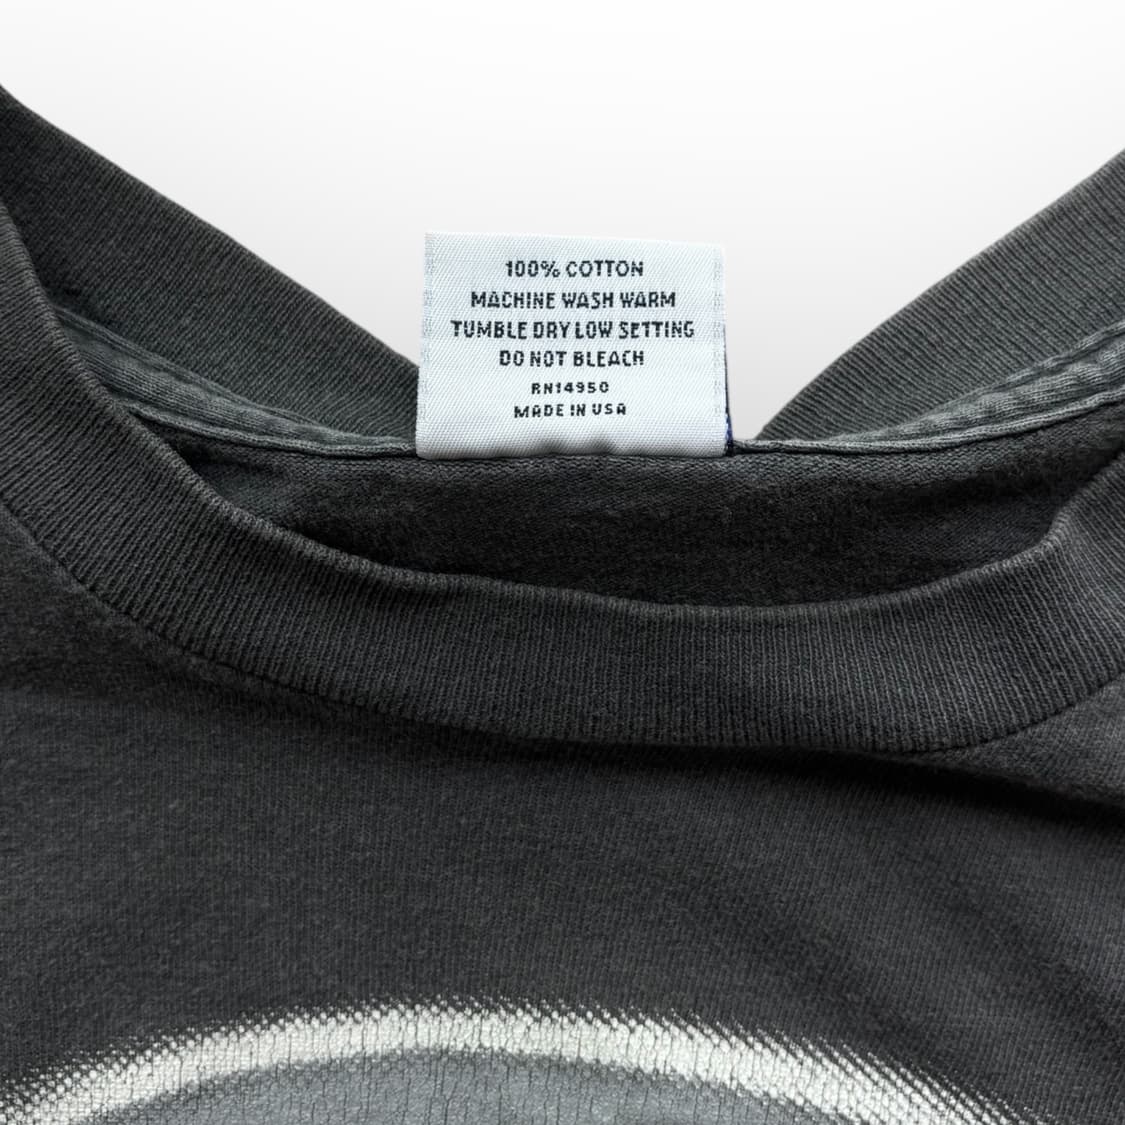 100% COTTON
MACHINE WASH WARM
TUMBLE DRY LOW SETTING
DO NOT BLEACH
RN14950
MADE IN USA